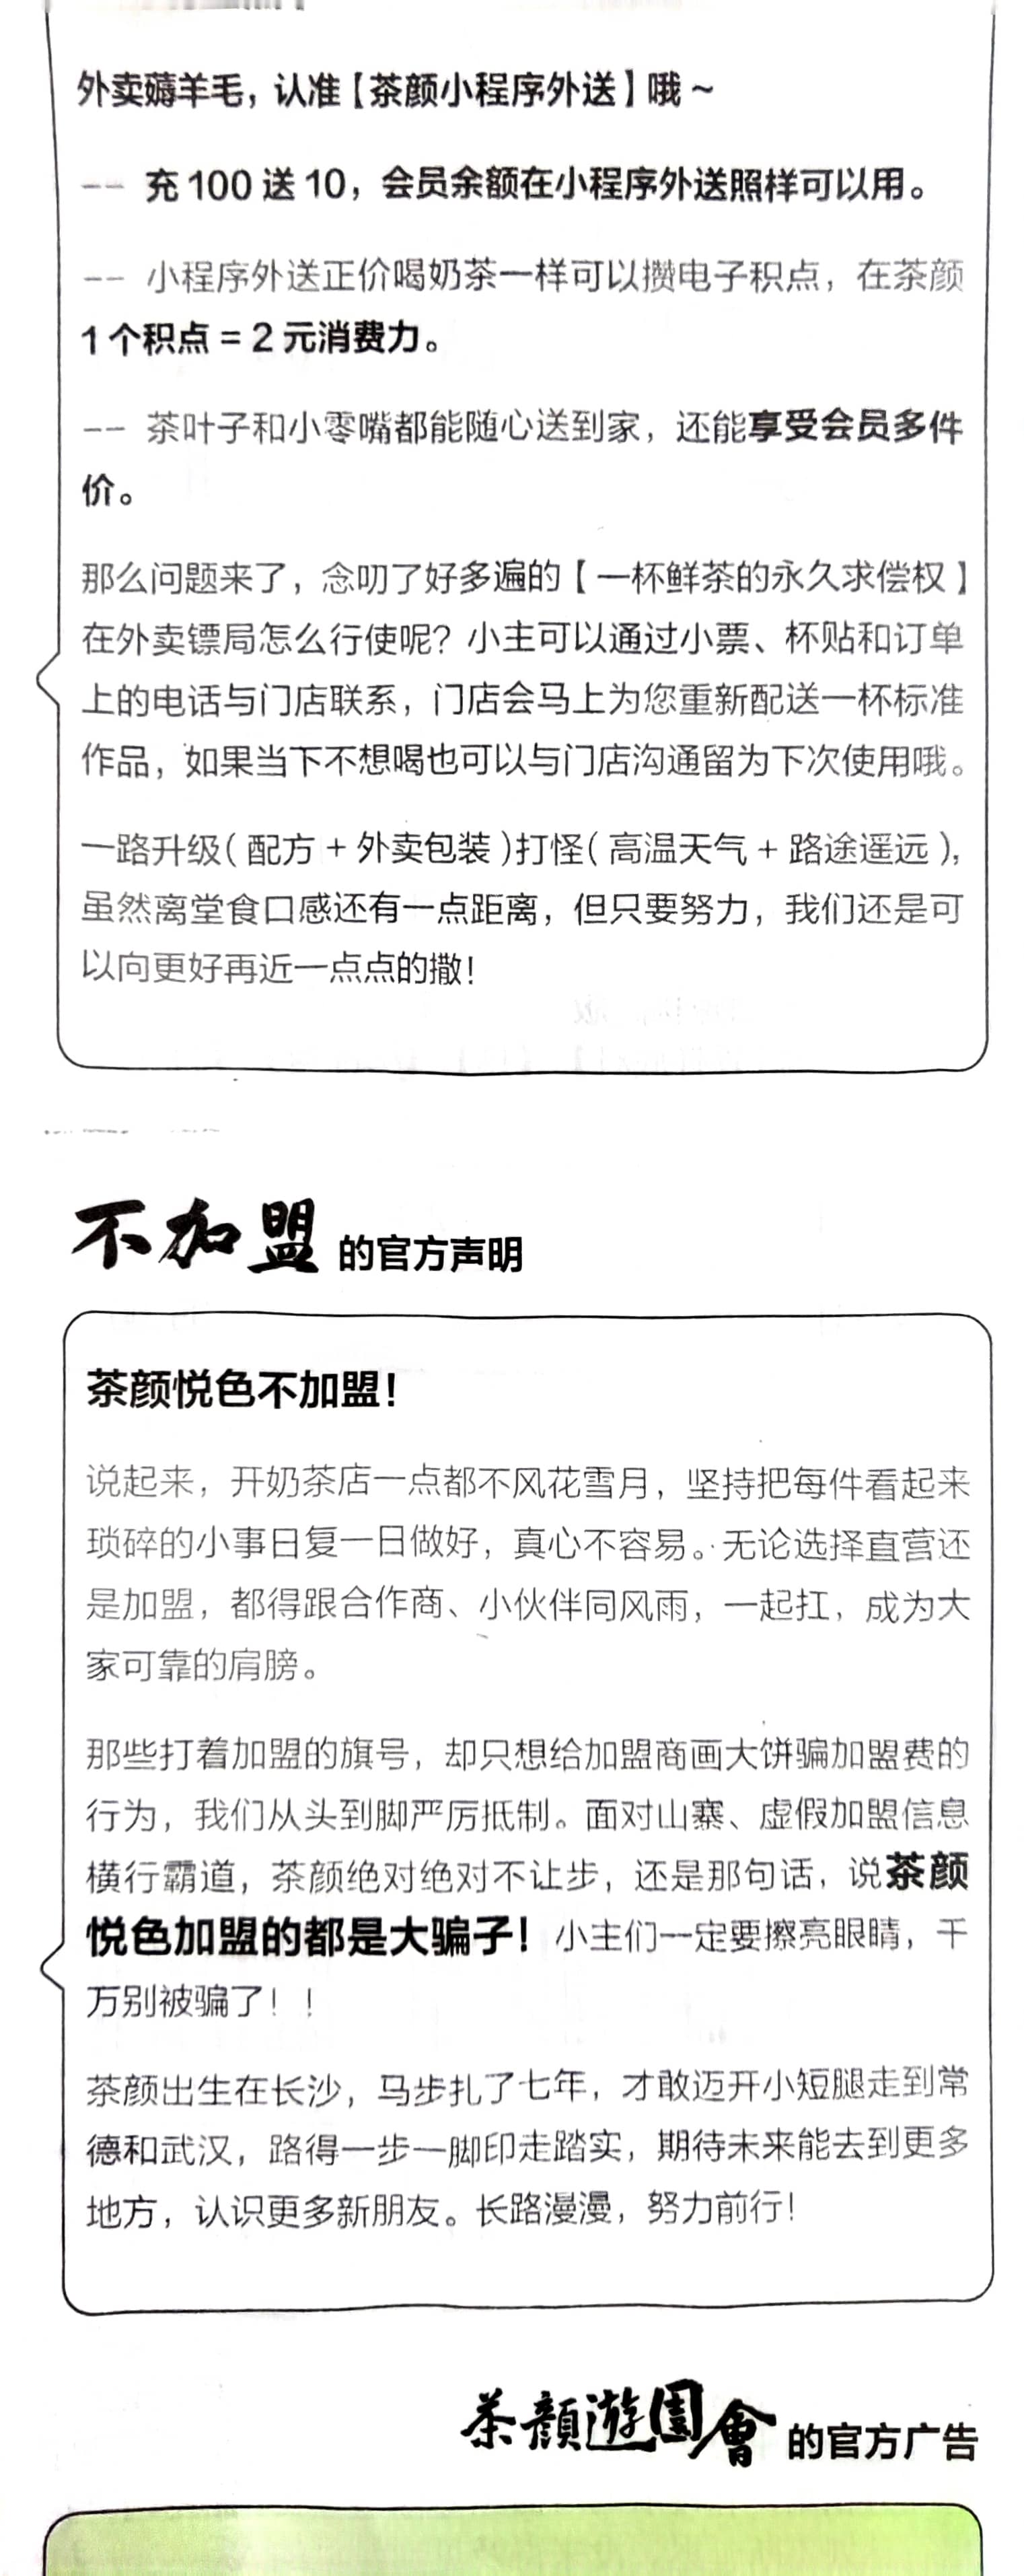 外卖薅羊毛，认准【茶颜小程序外送】哦～
-- 充100送10，会员余额在小程序外送照样可以用。
-- 小程序外送正价喝奶茶一样可以攒电子积点，在茶颜
1个积点=2元消费力。
-- 茶叶子和小零嘴都能随心送到家，还能享受会员多件
价。
那么问题来了，念叨了好多遍的【一杯鲜茶的永久求偿权】
在外卖镖局怎么行使呢？小主可以通过小票、杯贴和订单
上的电话与门店联系，门店会马上为您重新配送一杯标准
作品，如果当下不想喝也可以与门店沟通留为下次使用哦。
一路升级（配方+外卖包装）打怪（高温天气+路途遥远），
虽然离堂食口感还有一点距离，但只要努力，我们还是可
以向更好再近一点点的撒！
不加盟的官方声明
茶颜悦色不加盟！
说起来，开奶茶店一点都不风花雪月，坚持把每件看起来
琐碎的小事日复一日做好，真心不容易。无论选择直营还
是加盟，都得跟合作商、小伙伴同风雨，一起扛，成为大
家可靠的肩膀。
那些打着加盟的旗号，却只想给加盟商画大饼骗加盟费的
行为，我们从头到脚严厉抵制。面对山寨、虚假加盟信息
横行霸道，茶颜绝对绝对不让步，还是那句话，说茶颜
悦色加盟的都是大骗子！小主们一定要擦亮眼睛，千
万别被骗了！！
茶颜出生在长沙，马步扎了七年，才敢迈开小短腿走到常
德和武汉，路得一步一脚印走踏实，期待未来能去到更多
地方，认识更多新朋友。长路漫漫，努力前行！
茶颜遊園會的官方广告